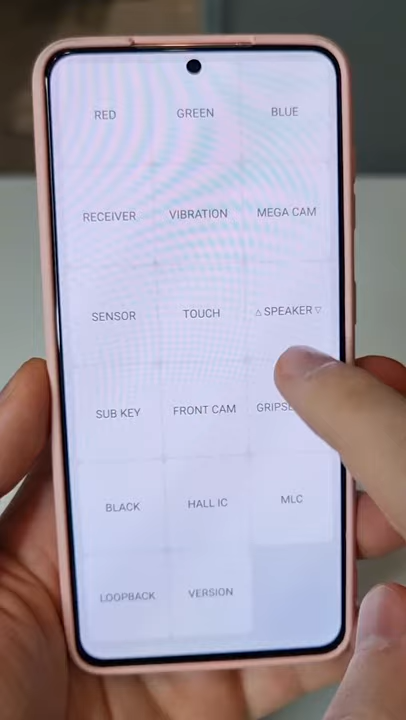 RED GREEN BLUE
RECEIVER VIBRATION MEGA CAM
SENSOR TOUCH △ SPEAKER ▽
SUB KEY FRONT CAM
BLACK HALL IC MLC
LOOPBACK VERSION